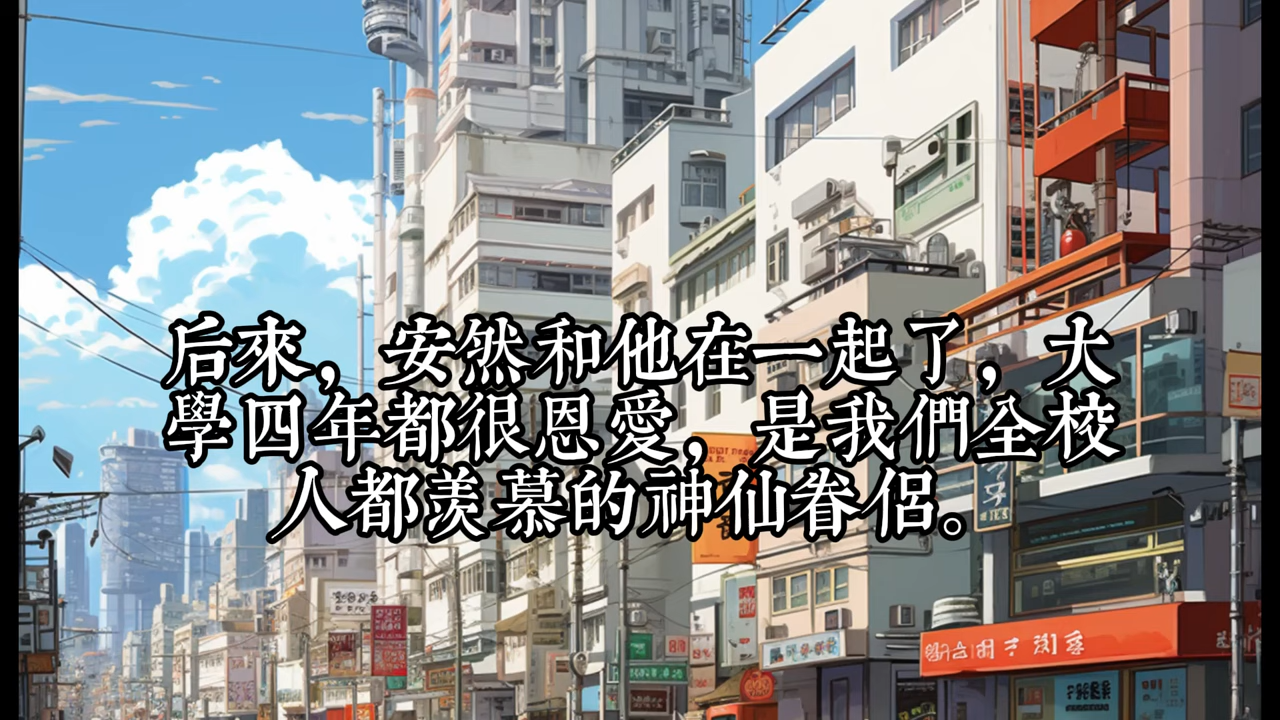 后來，安然和他在一起了，大
學四年都很恩愛，是我們全校
人都羨慕的神仙眷侶。